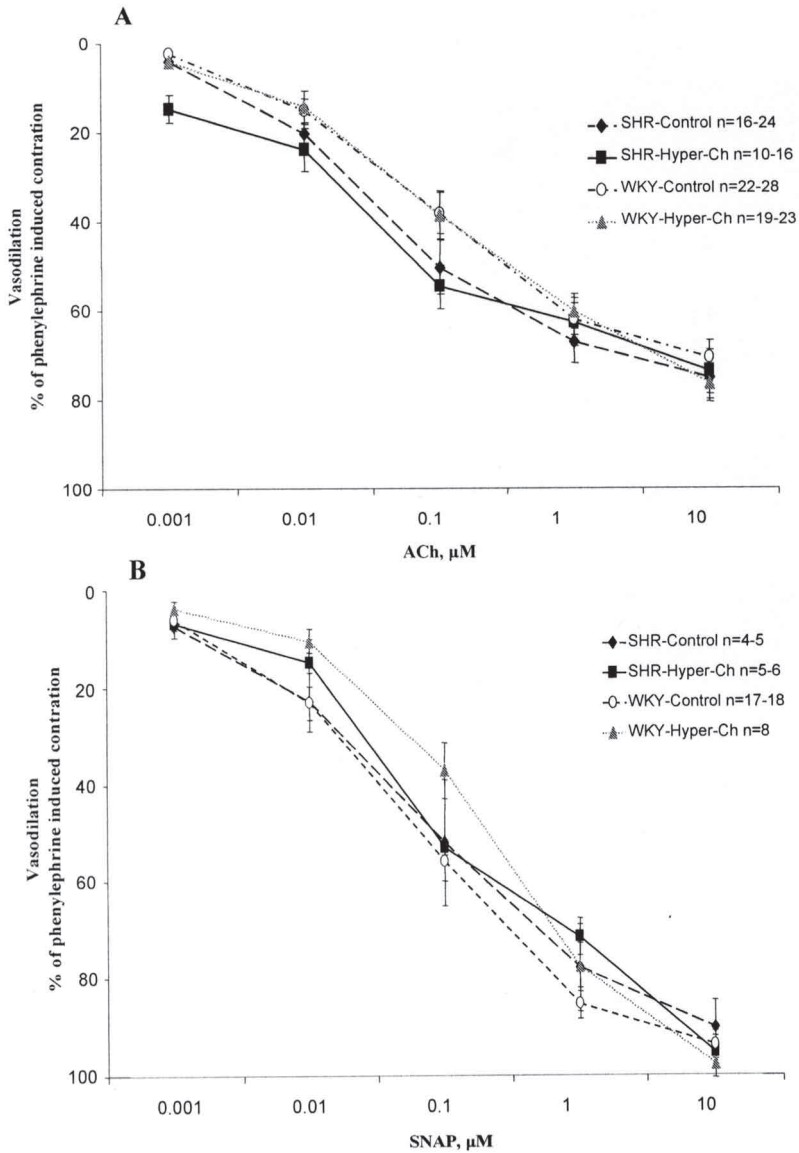 A
0
20
40
60
80
100
Vasodilation
% of phenylephrine induced contration
SHR-Control n=16-24
SHR-Hyper-Ch n=10-16
WKY-Control n=22-28
WKY-Hyper-Ch n=19-23
0.001 0.01 0.1 1 10
ACh, µM
B
0
20
40
60
80
100
Vasodilation
% of phenylephrine induced contration
SHR-Control n=4-5
SHR-Hyper-Ch n=5-6
WKY-Control n=17-18
WKY-Hyper-Ch n=8
0.001 0.01 0.1 1 10
SNAP, µM